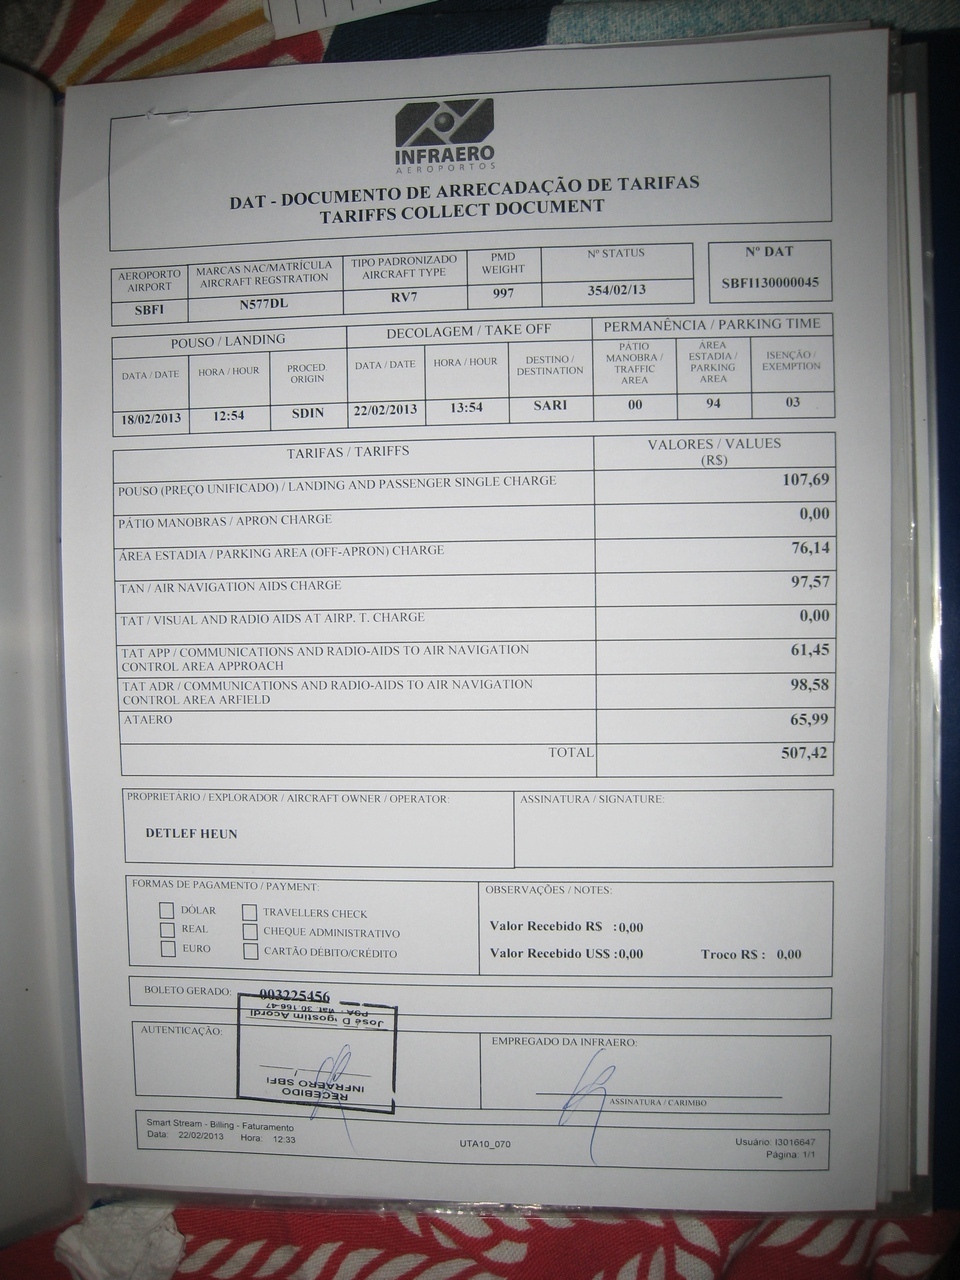 INFRAERO
AEROPORTOS
DAT - DOCUMENTO DE ARRECADAÇÃO DE TARIFAS
TARIFFS COLLECT DOCUMENT
AEROPORTO
AIRPORT
MARCAS NAC/MATRÍCULA
AIRCRAFT REGSTRATION
TIPO PADRONIZADO
AIRCRAFT TYPE
PMD
WEIGHT
Nº STATUS
Nº DAT
SBFI
N577DL
RV7
997
354/02/13
SBFI130000045
POUSO / LANDING
DECOLAGEM / TAKE OFF
PERMANÊNCIA / PARKING TIME
DATA / DATE
HORA / HOUR
PROCED
ORIGIN
DATA / DATE
HORA / HOUR
DESTINO /
DESTINATION
PÁTIO
MANOBRA /
TRAFFIC
AREA
ÁREA
ESTADIA /
PARKING
AREA
ISENÇÃO /
EXEMPTION
18/02/2013
12:54
SDIN
22/02/2013
13:54
SARI
00
94
03
TARIFAS / TARIFFS
VALORES / VALUES
(R$)
POUSO (PREÇO UNIFICADO) / LANDING AND PASSENGER SINGLE CHARGE
107,69
PÁTIO MANOBRAS / APRON CHARGE
0,00
ÁREA ESTADIA / PARKING AREA (OFF-APRON) CHARGE
76,14
TAN / AIR NAVIGATION AIDS CHARGE
97,57
TAT / VISUAL AND RADIO AIDS AT AIRP. T. CHARGE
0,00
TAT APP / COMMUNICATIONS AND RADIO-AIDS TO AIR NAVIGATION
CONTROL AREA APPROACH
61,45
TAT ADR / COMMUNICATIONS AND RADIO-AIDS TO AIR NAVIGATION
CONTROL AREA ARFIELD
98,58
ATAERO
65,99
TOTAL
507,42
PROPRIETÁRIO / EXPLORADOR / AIRCRAFT OWNER / OPERATOR:
ASSINATURA / SIGNATURE:
DETLEF HEUN
FORMAS DE PAGAMENTO / PAYMENT:
DÓLAR
TRAVELLERS CHECK
REAL
CHEQUE ADMINISTRATIVO
EURO
CARTÃO DÉBITO/CRÉDITO
OBSERVAÇÕES / NOTES:
Valor Recebido R$ :0,00
Valor Recebido US$ :0,00
Troco R$ : 0,00
BOLETO GERADO:
003225456
AUTENTICAÇÃO:
RECEBIDO
INFRAERO SBFI
José D
gostim Acordi
EMPREGADO DA INFRAERO:
ASSINATURA / CARIMBO
Smart Stream - Billing - Faturamento
Data: 22/02/2013 Hora: 12:33
UTA10_070
Usuário: I3016647
Página: 1/1